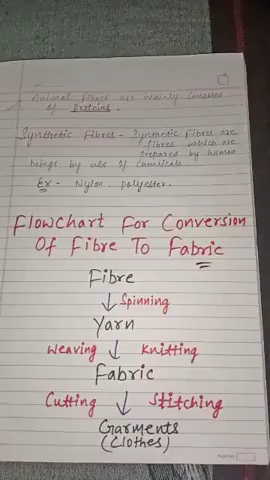 Animal fibres are mainly Composed
of Proteins.
Synthetic Fibres - Synthetic fibres are
fibres which are
prepared by human
beings by use of chemicals
Ex - Nylon, polyester.
Flowchart For Conversion
Of Fibre To Fabric
Fibre
Spinning
Yarn
Weaving Knitting
Fabric
Cutting Stitching
Garments
(Clothes)